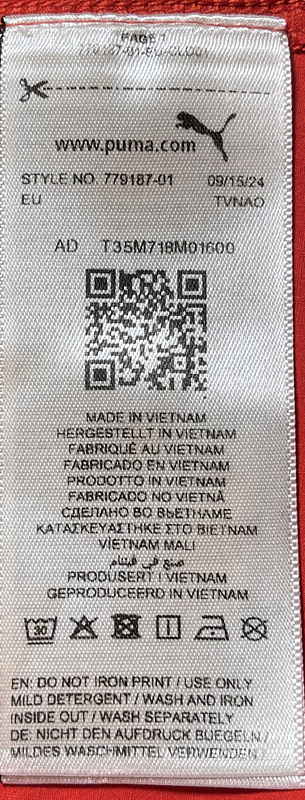 PAGE 1
779187-01-EU-CLO01
www.puma.com
STYLE NO. 779187-01 09/15/24
EU TVNAO
AD T35M718M01600
MADE IN VIETNAM
HERGESTELLT IN VIETNAM
FABRIQUÉ AU VIETNAM
FABRICADO EN VIETNAM
PRODOTTO IN VIETNAM
FABRICADO NO VIETNÃ
СДЕЛАНО ВО ВЬЕТНАМЕ
ΚΑΤΑΣΚΕΥΑΣΤΗΚΕ ΣΤΟ ΒΙΕΤΝΑΜ
VİETNAM MALI
صنع في فيتنام
PRODUSERT I VIETNAM
GEPRODUCEERD IN VIETNAM
30
EN: DO NOT IRON PRINT / USE ONLY
MILD DETERGENT / WASH AND IRON
INSIDE OUT / WASH SEPARATELY
DE: NICHT DEN AUFDRUCK BUEGELN /
MILDES WASCHMITTEL VERWENDEN